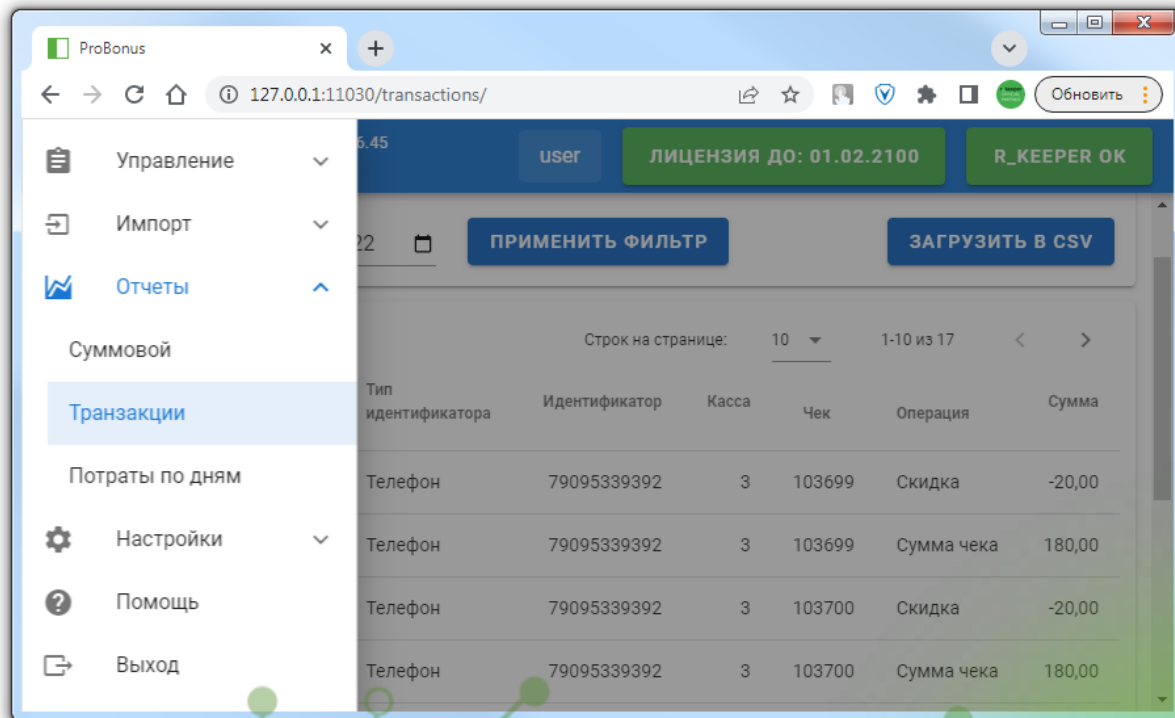 ProBonus
127.0.0.1:11030/transactions/
Обновить
Управление
Импорт
Отчеты
Суммовой
Транзакции
Потраты по дням
Настройки
Помощь
Выход
6.45
user
ЛИЦЕНЗИЯ ДО: 01.02.2100
R_KEEPER OK
22
ПРИМЕНИТЬ ФИЛЬТР
ЗАГРУЗИТЬ В CSV
Строк на странице: 10 1-10 из 17
Тип идентификатора Идентификатор Касса Чек Операция Сумма
Телефон 79095339392 3 103699 Скидка -20,00
Телефон 79095339392 3 103699 Сумма чека 180,00
Телефон 79095339392 3 103700 Скидка -20,00
Телефон 79095339392 3 103700 Сумма чека 180,00